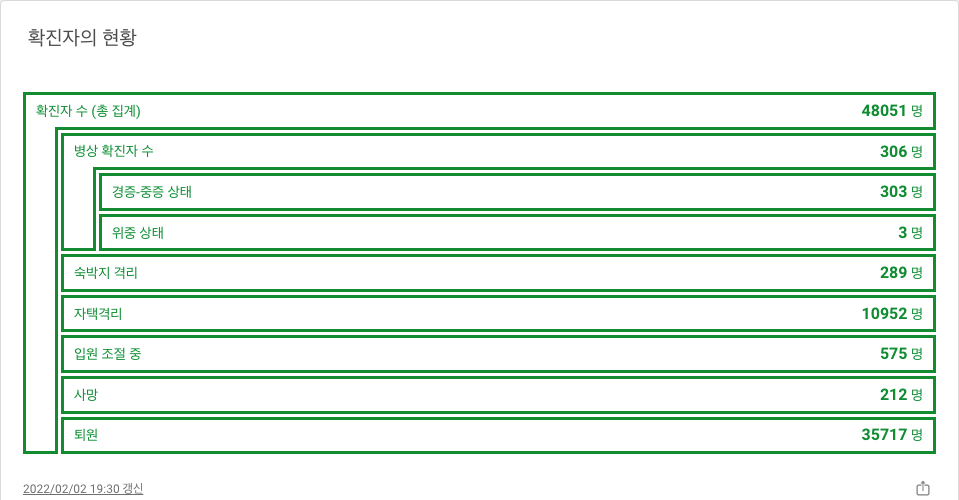 확진자의 현황
확진자 수 (총 집계) 48051 명
병상 확진자 수 306 명
경증-중증 상태 303 명
위중 상태 3 명
숙박지 격리 289 명
자택격리 10952 명
입원 조절 중 575 명
사망 212 명
퇴원 35717 명
2022/02/02 19:30 갱신